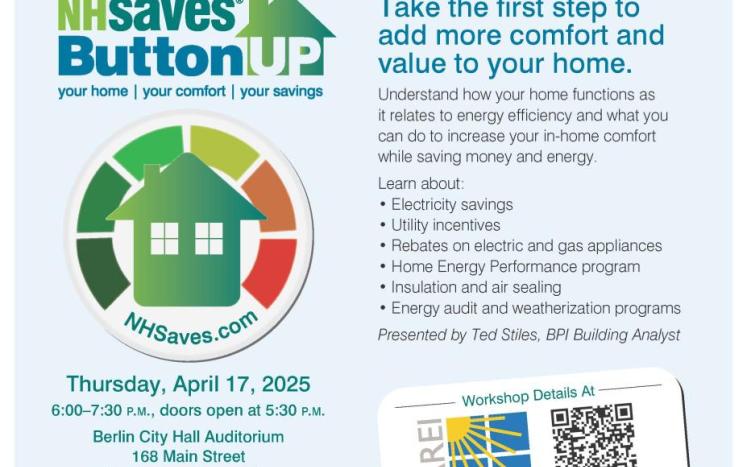 NHsaves®
ButtonUP
your home | your comfort | your savings
NHSaves.com
Thursday, April 17, 2025
6:00–7:30 P.M., doors open at 5:30 P.M.
Berlin City Hall Auditorium
168 Main Street
Take the first step to
add more comfort and
value to your home.
Understand how your home functions as
it relates to energy efficiency and what you
can do to increase your in-home comfort
while saving money and energy.
Learn about:
• Electricity savings
• Utility incentives
• Rebates on electric and gas appliances
• Home Energy Performance program
• Insulation and air sealing
• Energy audit and weatherization programs
Presented by Ted Stiles, BPI Building Analyst
Workshop Details At